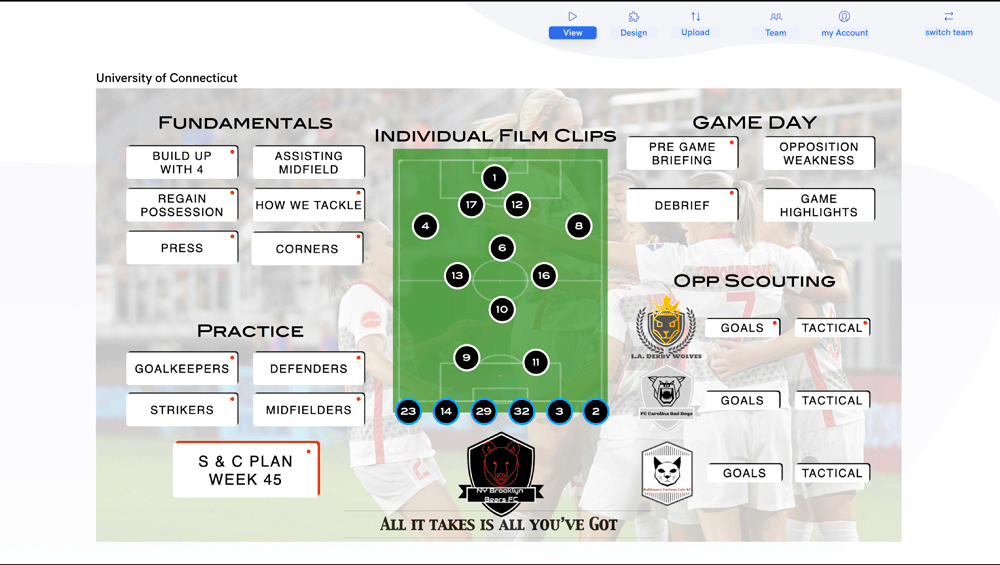 View
Design
Upload
Team
my Account
switch team
University of Connecticut
FUNDAMENTALS
BUILD UP
WITH 4
ASSISTING
MIDFIELD
REGAIN
POSSESSION
HOW WE TACKLE
PRESS
CORNERS
PRACTICE
GOALKEEPERS
DEFENDERS
STRIKERS
MIDFIELDERS
S & C PLAN
WEEK 45
INDIVIDUAL FILM CLIPS
1
17
12
4
8
6
13
16
10
9
11
23
14
29
32
3
2
NY Brooklyn
Bears FC
ALL IT TAKES IS ALL YOU'VE GOT
GAME DAY
PRE GAME
BRIEFING
OPPOSITION
WEAKNESS
DEBRIEF
GAME
HIGHLIGHTS
OPP SCOUTING
L.A. DERBY WOLVES
GOALS
TACTICAL
FC Carolina Bad Dogs
GOALS
TACTICAL
GOALS
TACTICAL
7
2